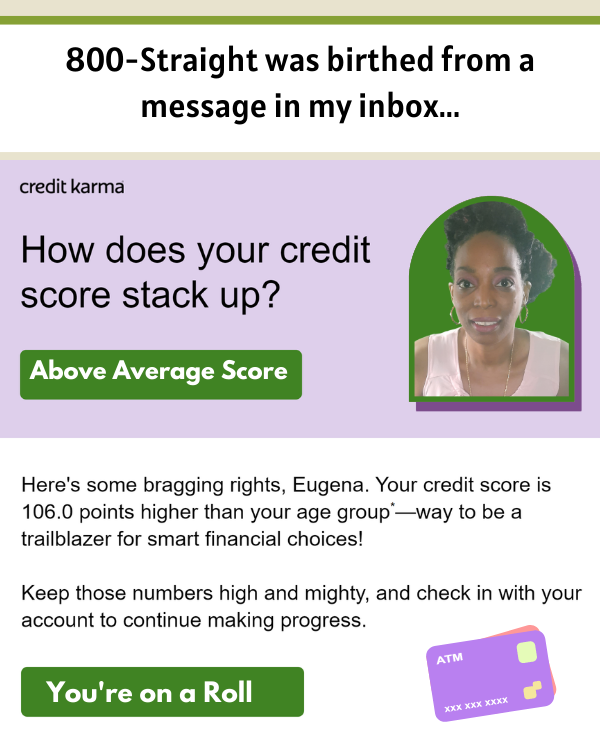 800-Straight was birthed from a
message in my inbox...
credit karma
How does your credit
score stack up?
Above Average Score
Here's some bragging rights, Eugena. Your credit score is
106.0 points higher than your age group*—way to be a
trailblazer for smart financial choices!
Keep those numbers high and mighty, and check in with your
account to continue making progress.
You're on a Roll
ATM
xxx xxx xxxx